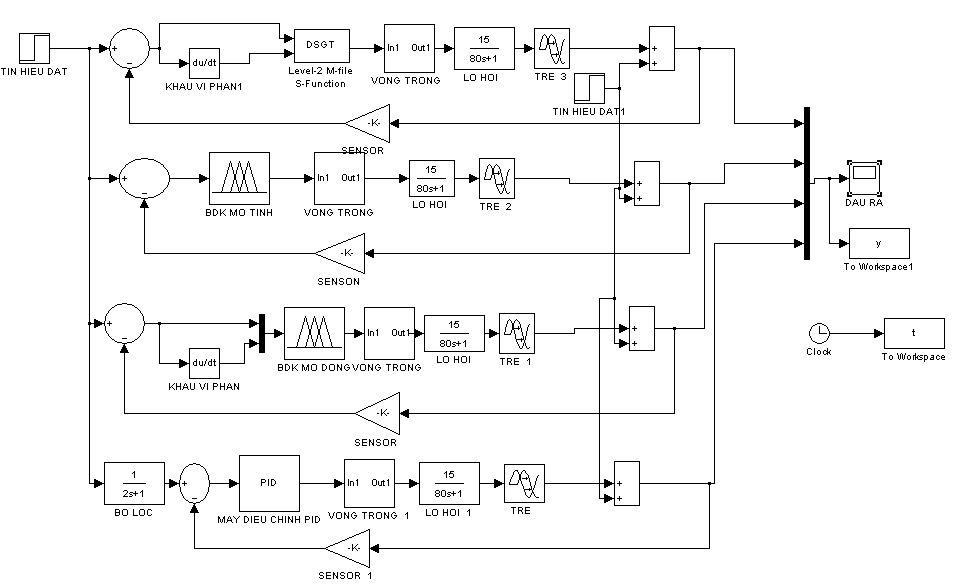 TIN HIEU DAT
+
−
du/dt
KHAU VI PHAN1
DSGT
Level-2 M-file
S-Function
In1 Out1
VONG TRONG
15
80s+1
LO HOI
TRE 3
+
+
TIN HIEU DAT1
-K-
SENSOR
+
−
BDK MO TINH
In1 Out1
VONG TRONG
15
80s+1
LO HOI
TRE 2
+
+
-K-
SENSON
DAU RA
y
To Workspace1
+
−
du/dt
KHAU VI PHAN
BDK MO DONG
In1 Out1
VONG TRONG
15
80s+1
LO HOI
TRE 1
+
+
-K-
SENSOR
Clock
t
To Workspace
1
2s+1
BO LOC
+
−
PID
MAY DIEU CHINH PID
In1 Out1
VONG TRONG 1
15
80s+1
LO HOI 1
TRE
+
+
-K-
SENSOR 1